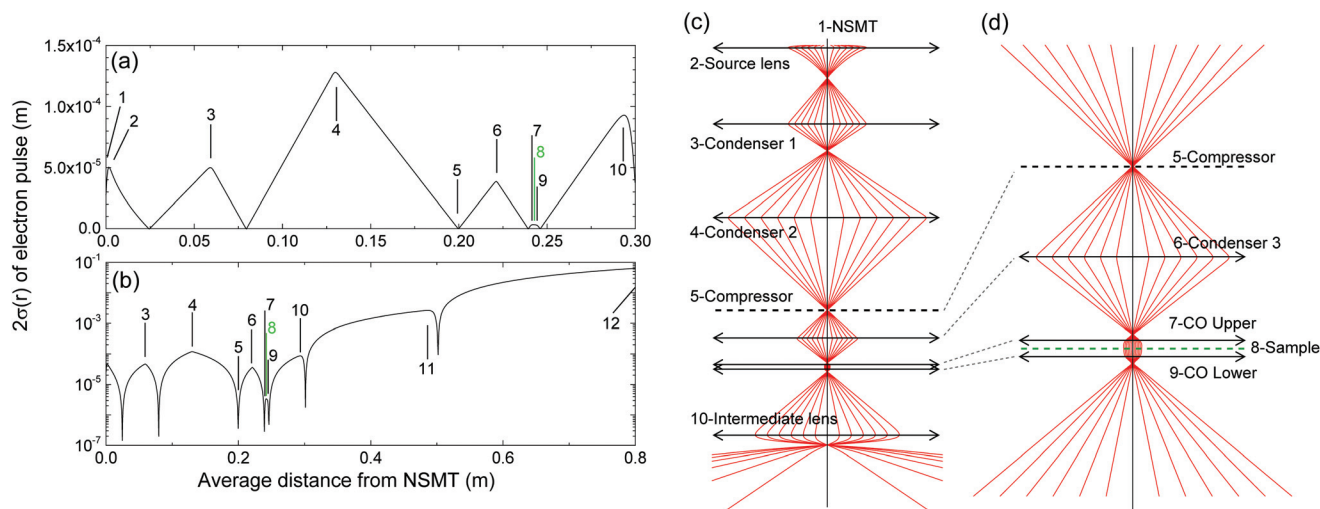 2σ(r) of electron pulse (m)
(a)
1.5x10⁻⁴
1.0x10⁻⁴
5.0x10⁻⁵
0.0
1
2
3
4
5
6
7
8
9
10
0.0 0.05 0.10 0.15 0.20 0.25 0.30
(b)
10⁻¹
10⁻³
10⁻⁵
10⁻⁷
3
4
5
6
7
8
9
10
11
12
0.0 0.2 0.4 0.6 0.8
Average distance from NSMT (m)
(c)
1-NSMT
2-Source lens
3-Condenser 1
4-Condenser 2
5-Compressor
10-Intermediate lens
(d)
5-Compressor
6-Condenser 3
7-CO Upper
8-Sample
9-CO Lower